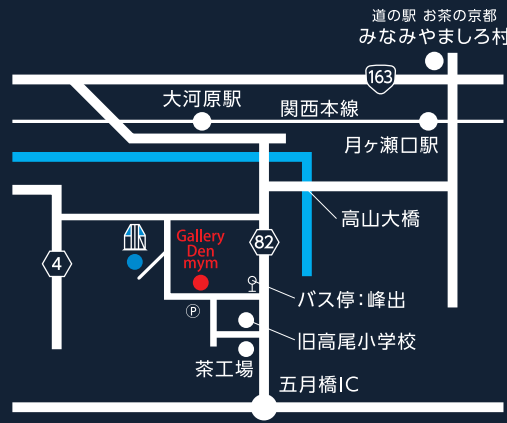 道の駅 お茶の京都
みなみやましろ村
163
大河原駅
関西本線
月ヶ瀬口駅
高山大橋
AIR
Gallery
Den
mym
82
4
バス停:峰出
P
旧高尾小学校
茶工場
五月橋IC